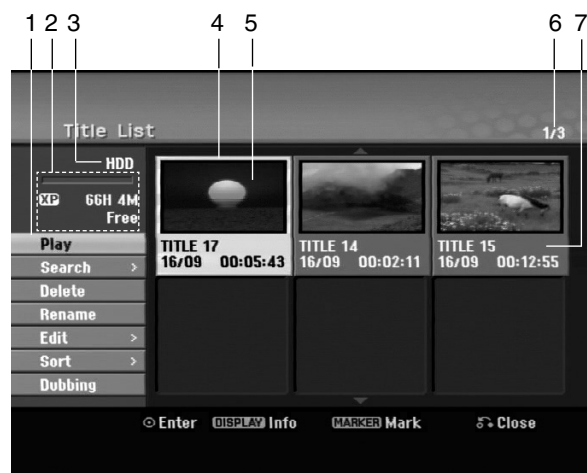 1 2 3 4 5 6 7
Title List
1/3
HDD
XP 66H 4M
Free
Play
Search >
Delete
Rename
Edit >
Sort >
Dubbing
TITLE 17
16/09 00:05:43
TITLE 14
16/09 00:02:11
TITLE 15
16/09 00:12:55
Enter DISPLAY Info MARKER Mark Close